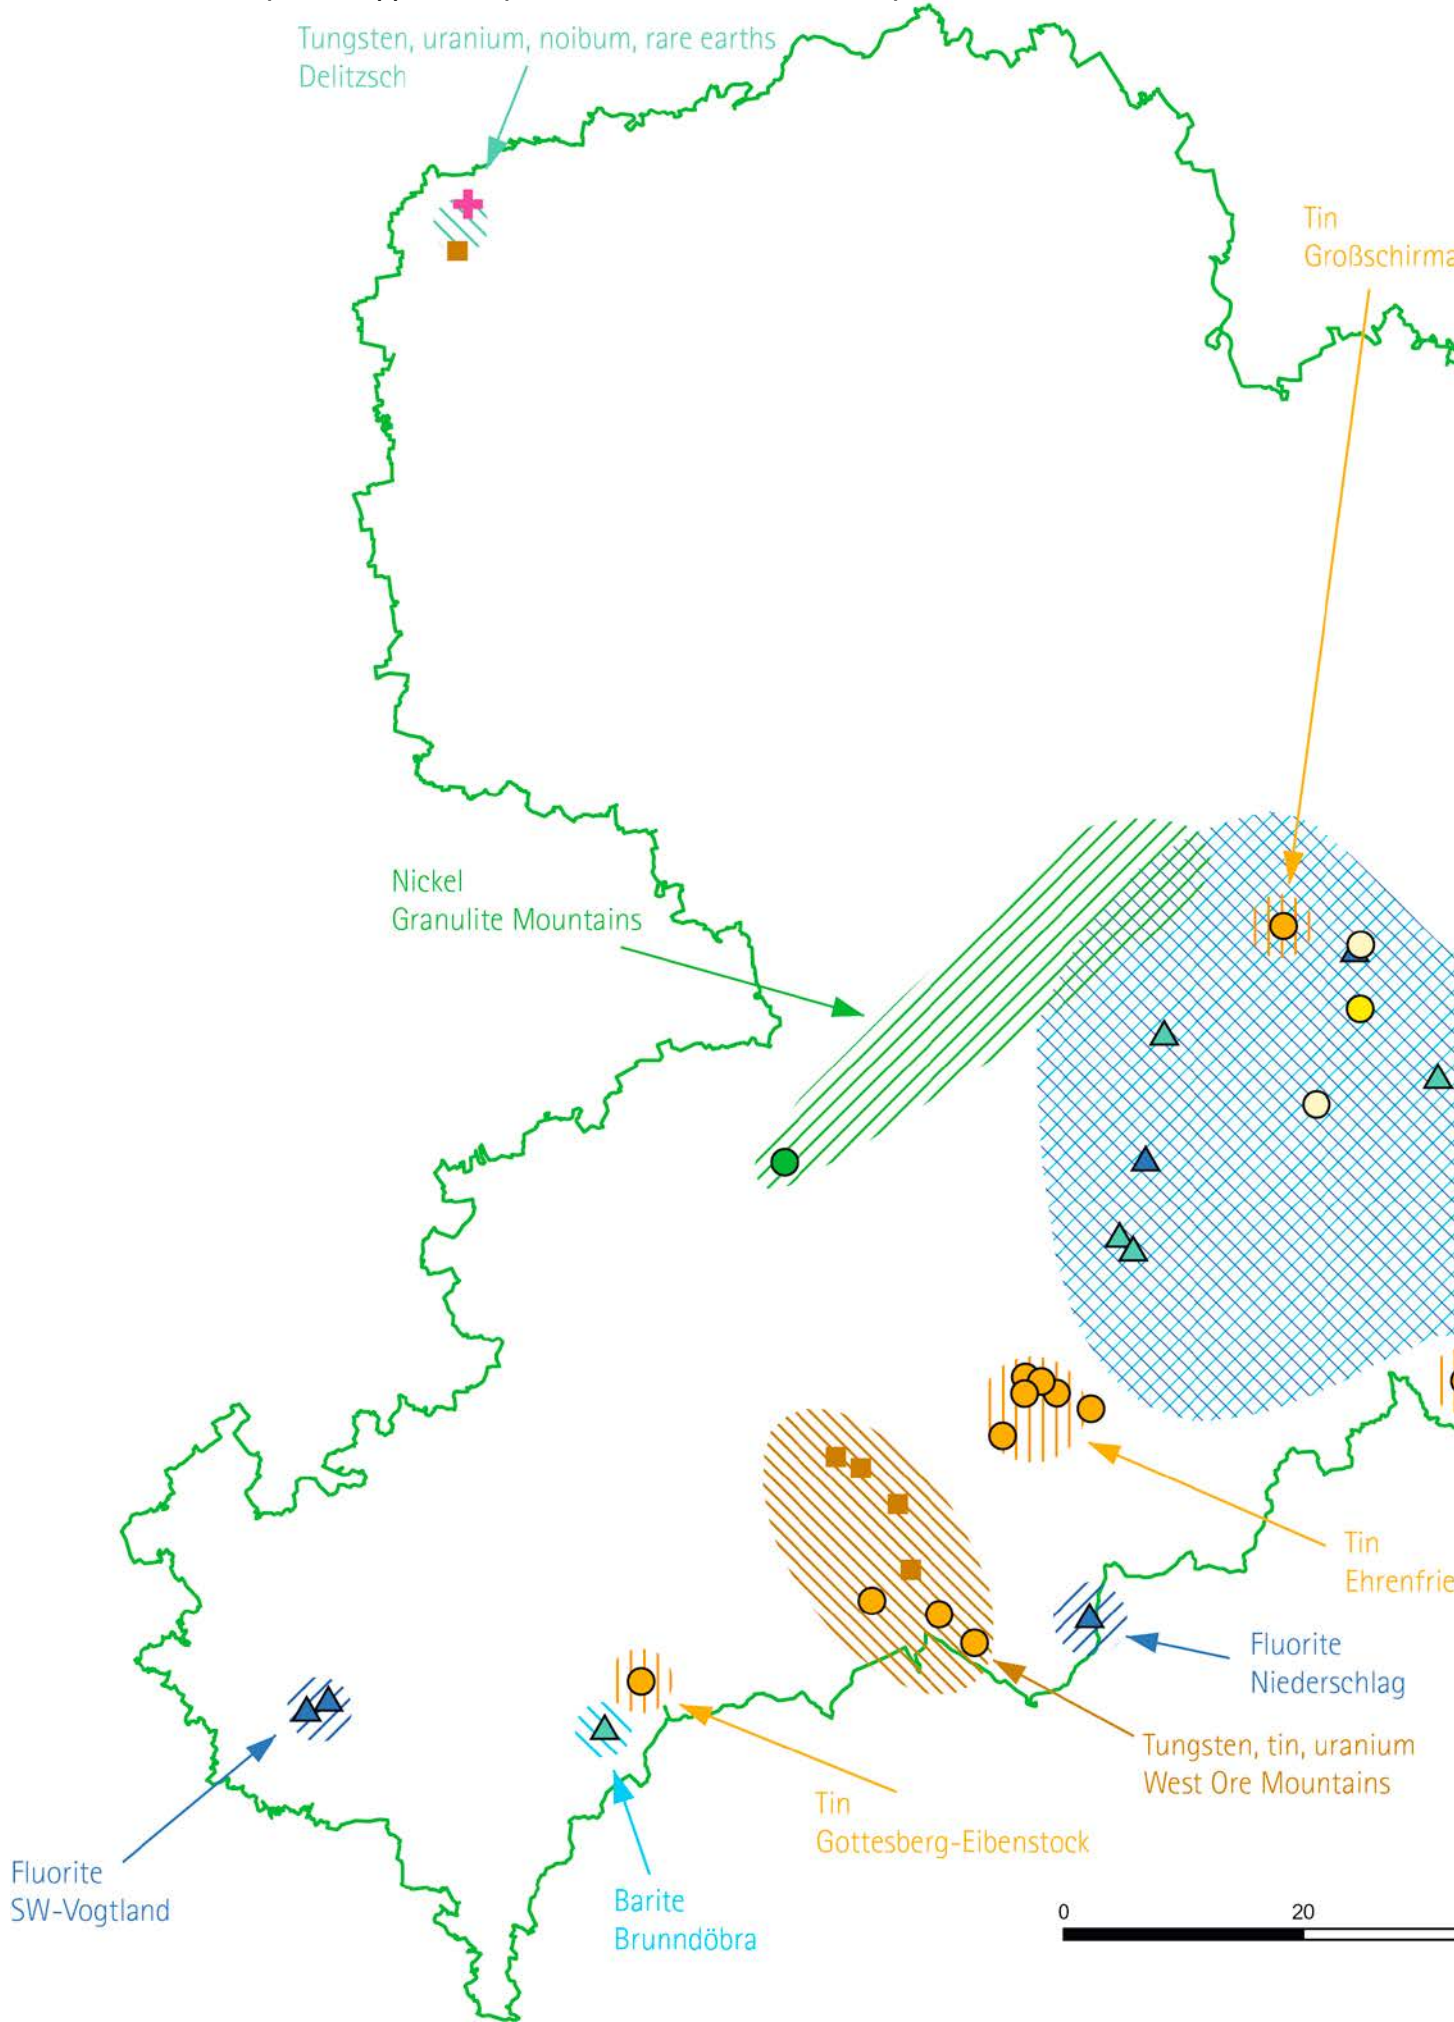 Tungsten, uranium, noibum, rare earths
Delitzsch
Tin
Großschirma
Nickel
Granulite Mountains
Tin
Ehrenfrie
Fluorite
Niederschlag
Tungsten, tin, uranium
West Ore Mountains
Tin
Gottesberg-Eibenstock
Fluorite
SW-Vogtland
Barite
Brunndöbra
0 20